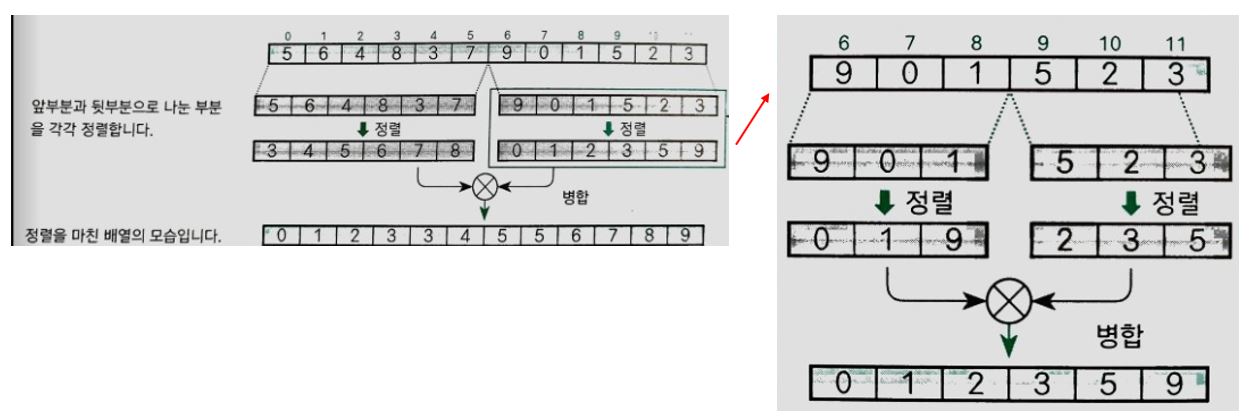 0 1 2 3 4 5 6 7 8 9 10 11
5 6 4 8 3 7 9 0 1 5 2 3
앞부분과 뒷부분으로 나눈 부분
을 각각 정렬합니다.
5 6 4 8 3 7 9 0 1 5 2 3
정렬 정렬
3 4 5 6 7 8 0 1 2 3 5 9
병합
정렬을 마친 배열의 모습입니다.
0 1 2 3 3 4 5 5 6 7 8 9
6 7 8 9 10 11
9 0 1 5 2 3
9 0 1 5 2 3
정렬 정렬
0 1 9 2 3 5
병합
0 1 2 3 5 9